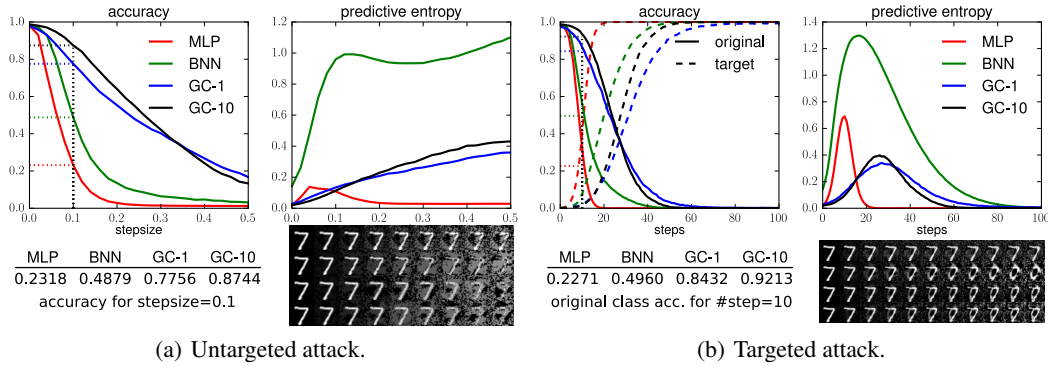 accuracy
1.0
0.8
0.6
0.4
0.2
0.0
0.0 0.1 0.2 0.3 0.4 0.5
stepsize
MLP
BNN
GC-1
GC-10
predictive entropy
1.2
1.0
0.8
0.6
0.4
0.2
0.0
0.0 0.1 0.2 0.3 0.4 0.5
MLP BNN GC-1 GC-10
0.2318 0.4879 0.7756 0.8744
accuracy for stepsize=0.1
(a) Untargeted attack.
accuracy
1.0
0.8
0.6
0.4
0.2
0.0
0 20 40 60 80 100
steps
original
target
predictive entropy
1.4
1.2
1.0
0.8
0.6
0.4
0.2
0.0
0 20 40 60 80 100
steps
MLP
BNN
GC-1
GC-10
MLP BNN GC-1 GC-10
0.2271 0.4960 0.8432 0.9213
original class acc. for #step=10
(b) Targeted attack.